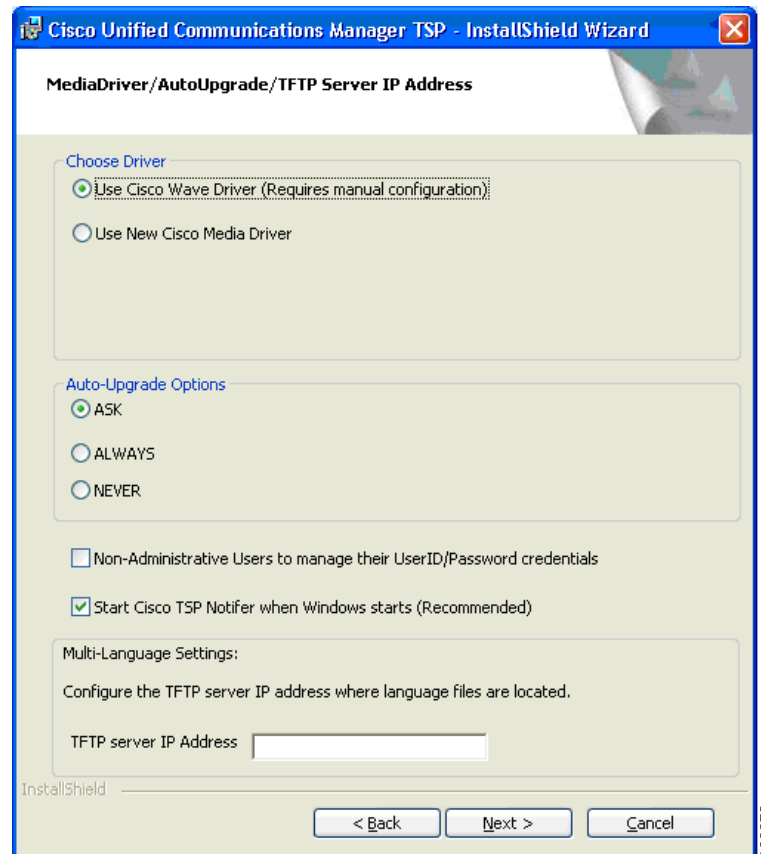 Cisco Unified Communications Manager TSP - InstallShield Wizard
MediaDriver/AutoUpgrade/TFTP Server IP Address
Choose Driver
Use Cisco Wave Driver (Requires manual configuration)
Use New Cisco Media Driver
Auto-Upgrade Options
ASK
ALWAYS
NEVER
Non-Administrative Users to manage their UserID/Password credentials
Start Cisco TSP Notifer when Windows starts (Recommended)
Multi-Language Settings:
Configure the TFTP server IP address where language files are located.
TFTP server IP Address
InstallShield
< Back
Next >
Cancel